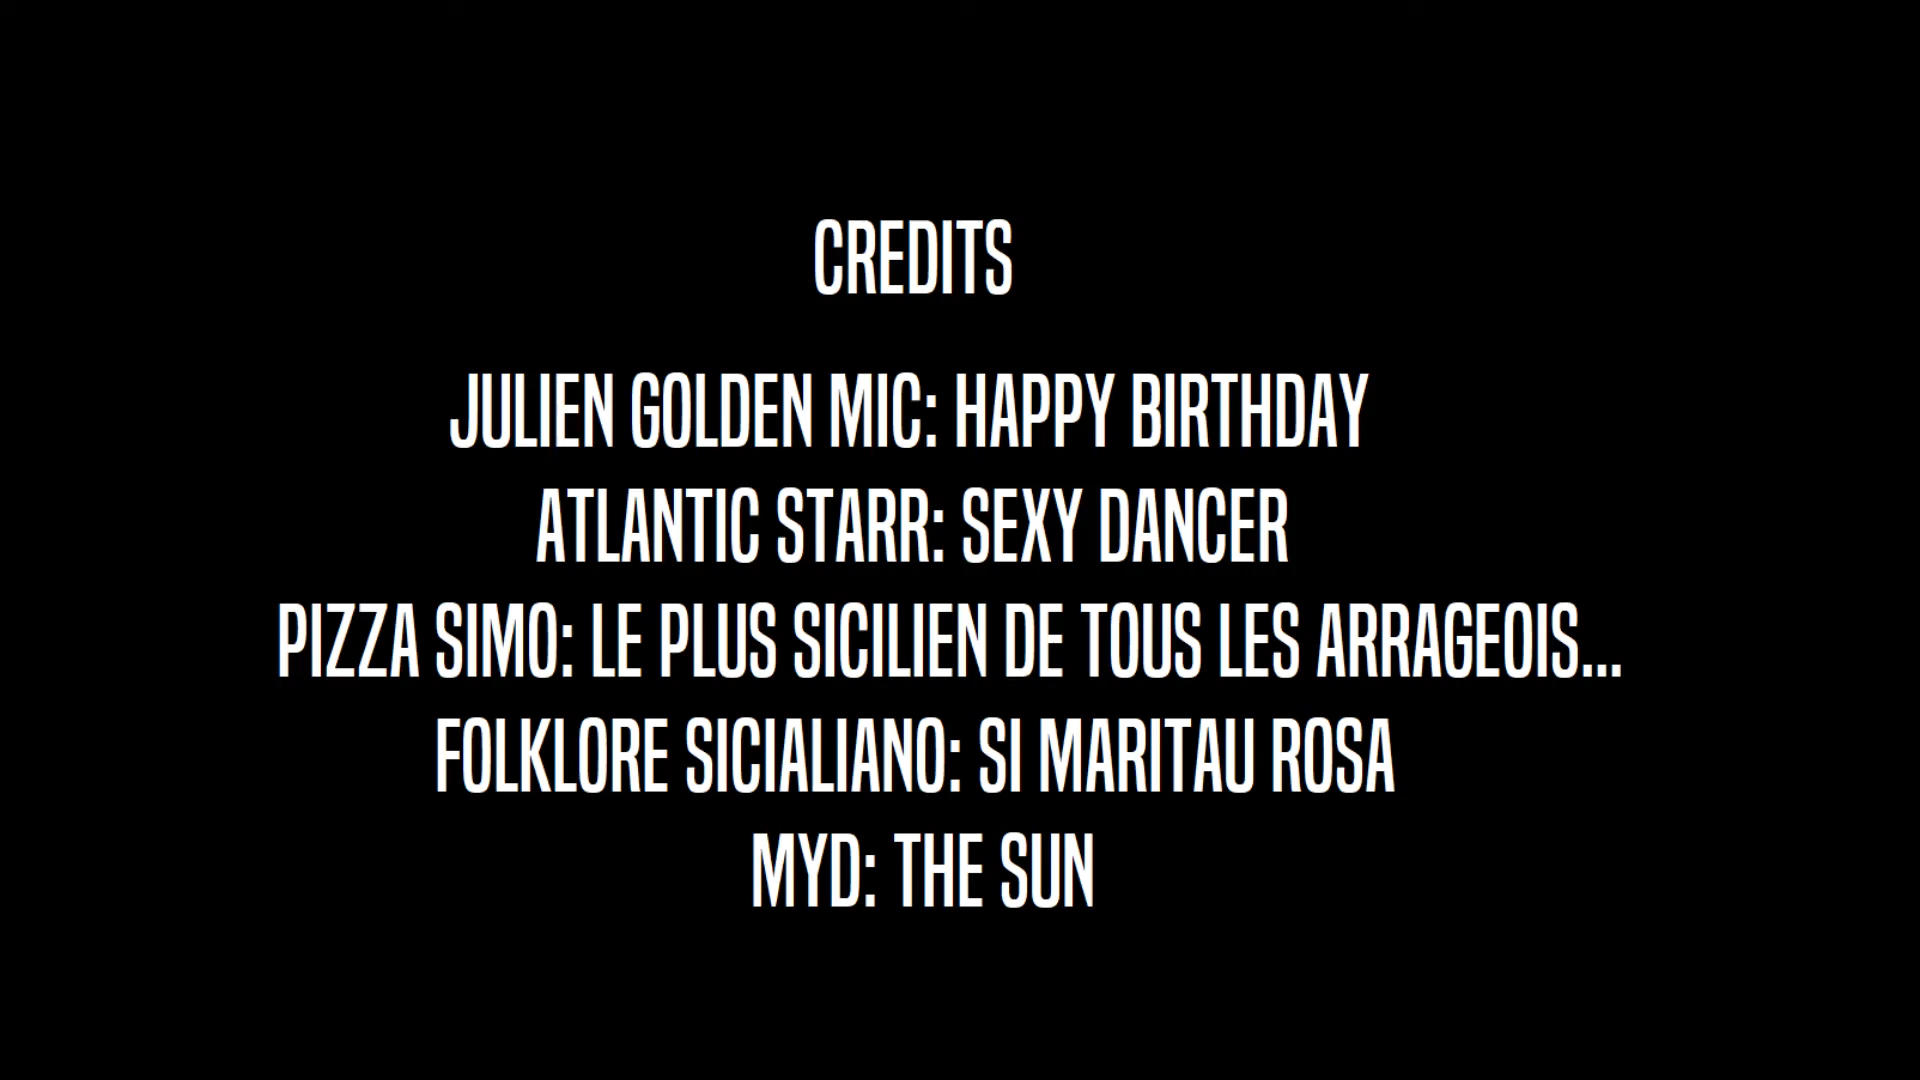 CREDITS
JULIEN GOLDEN MIC: HAPPY BIRTHDAY
ATLANTIC STARR: SEXY DANCER
PIZZA SIMO: LE PLUS SICILIEN DE TOUS LES ARRAGEOIS...
FOLKLORE SICIALIANO: SI MARITAU ROSA
MYD: THE SUN